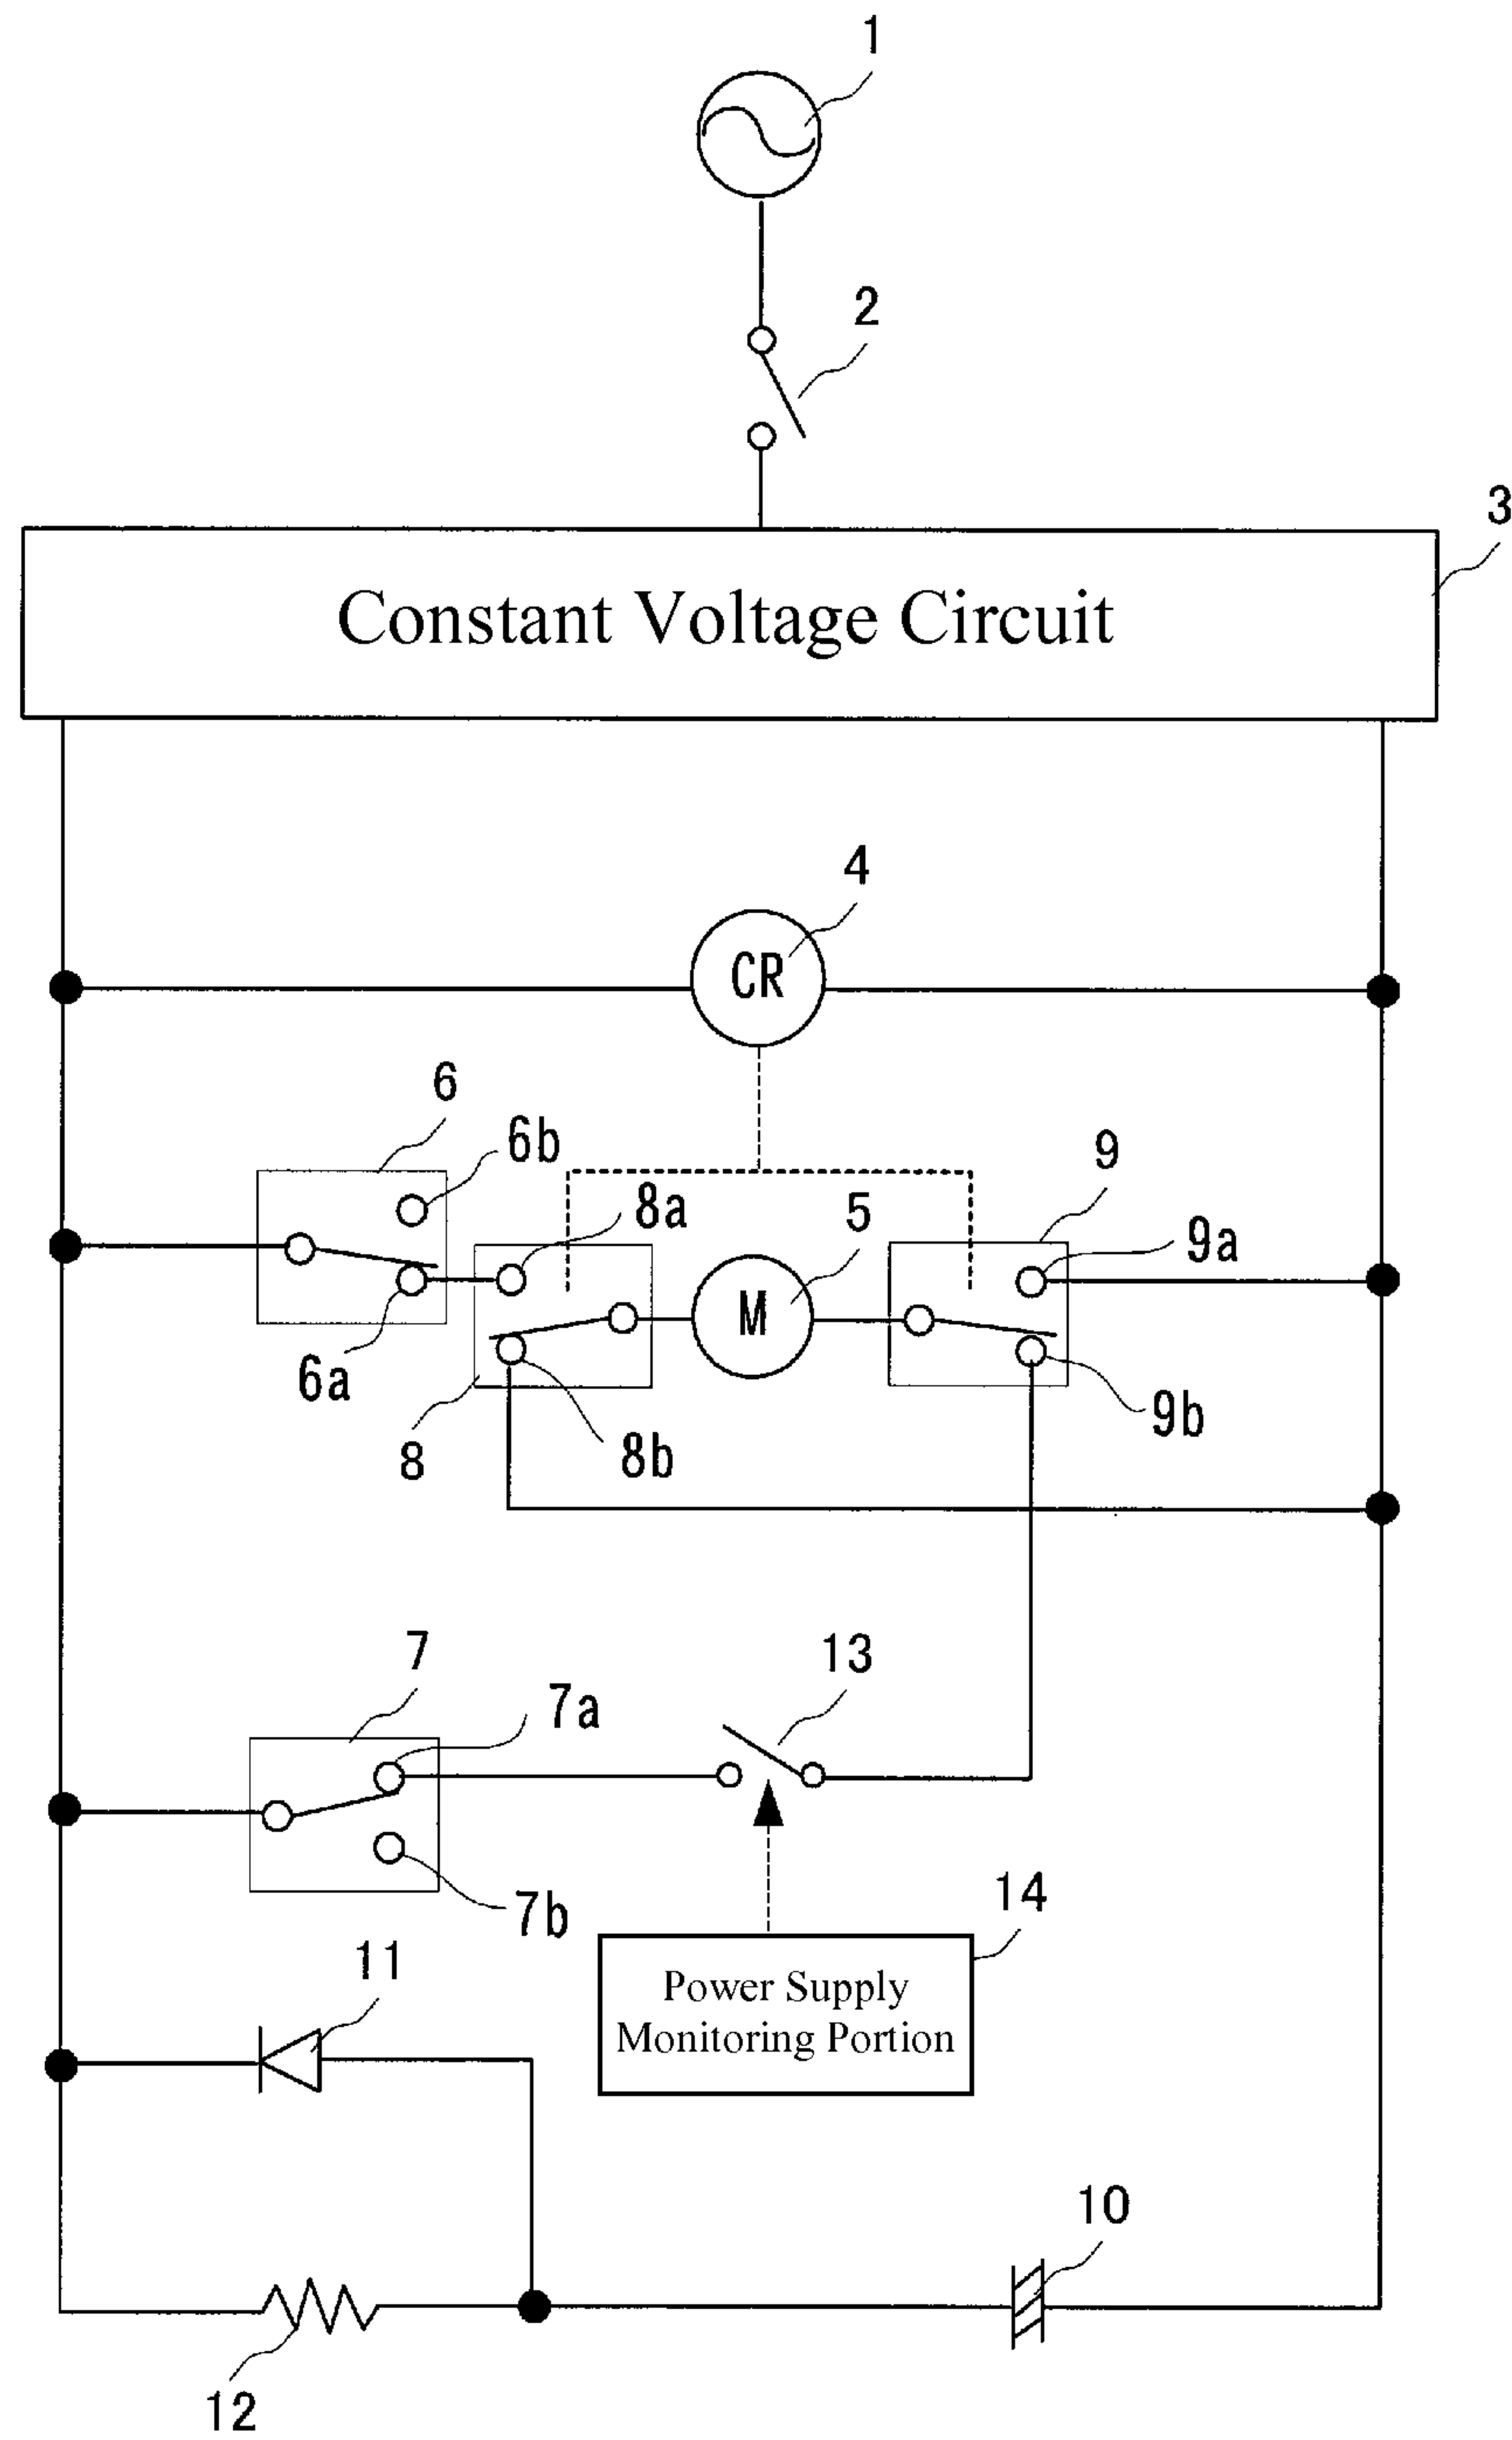 1
2
3
Constant Voltage Circuit
4
CR
6
6b
8a
5
9
9a
M
6a
8
8b
9b
7
7a
13
7b
14
11
Power Supply
Monitoring Portion
10
12